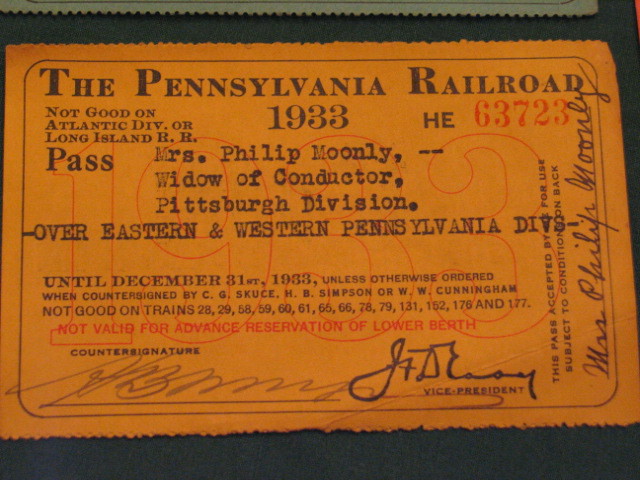 THE PENNSYLVANIA RAILROAD
NOT GOOD ON
ATLANTIC DIV. OR
LONG ISLAND R. R.
1933
HE 63723
Pass Mrs. Philip Moonly, --
Widow of Conductor,
Pittsburgh Division.
-OVER EASTERN & WESTERN PENNSYLVANIA DIVS-
1933
UNTIL DECEMBER 31ST, 1933, UNLESS OTHERWISE ORDERED
WHEN COUNTERSIGNED BY C. G. SKUCE, H. B. SIMPSON OR W. W. CUNNINGHAM
NOT GOOD ON TRAINS 28, 29, 58, 59, 60, 61, 65, 66, 78, 79, 131, 152, 176 AND 177.
NOT VALID FOR ADVANCE RESERVATION OF LOWER BERTH
COUNTERSIGNATURE
VICE-PRESIDENT
THIS PASS ACCEPTED BY ME FOR USE
SUBJECT TO CONDITIONS ON BACK
Mrs Philip Moonly